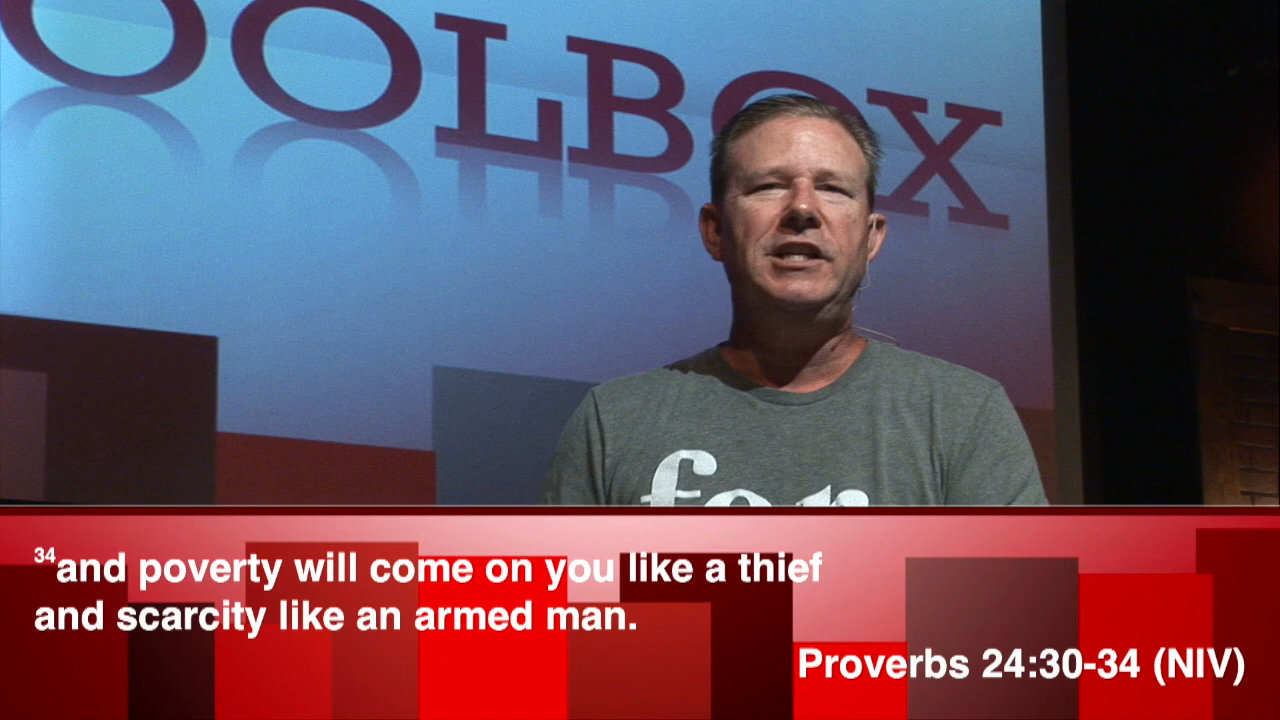 OOLBOX
for
34and poverty will come on you like a thief
and scarcity like an armed man.
Proverbs 24:30-34 (NIV)